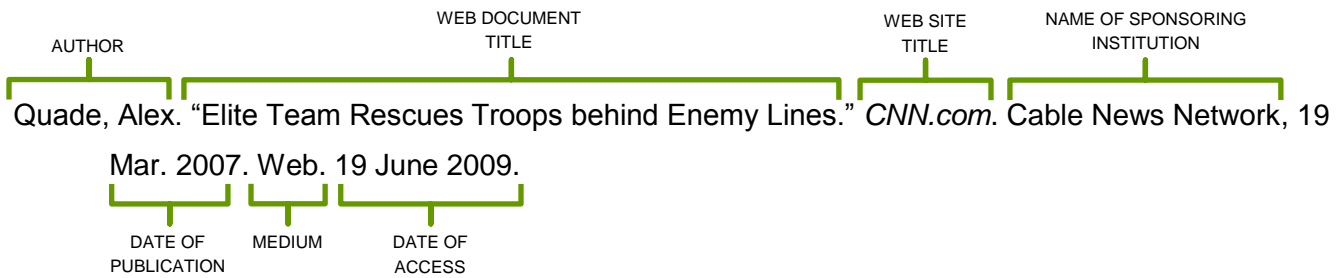 AUTHOR
WEB DOCUMENT
TITLE
WEB SITE
TITLE
NAME OF SPONSORING
INSTITUTION
Quade, Alex. “Elite Team Rescues Troops behind Enemy Lines.” CNN.com. Cable News Network, 19
Mar. 2007. Web. 19 June 2009.
DATE OF
PUBLICATION
MEDIUM
DATE OF
ACCESS